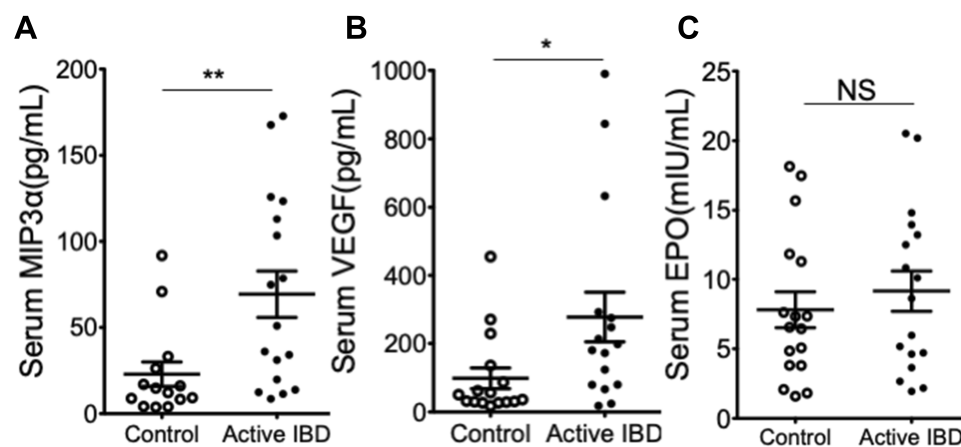 A
Serum MIP3α(pg/mL)
200
150
100
50
0
**
Control
Active IBD
B
Serum VEGF(pg/mL)
1000
800
600
400
200
0
*
Control
Active IBD
C
Serum EPO(mIU/mL)
25
20
15
10
5
0
NS
Control
Active IBD